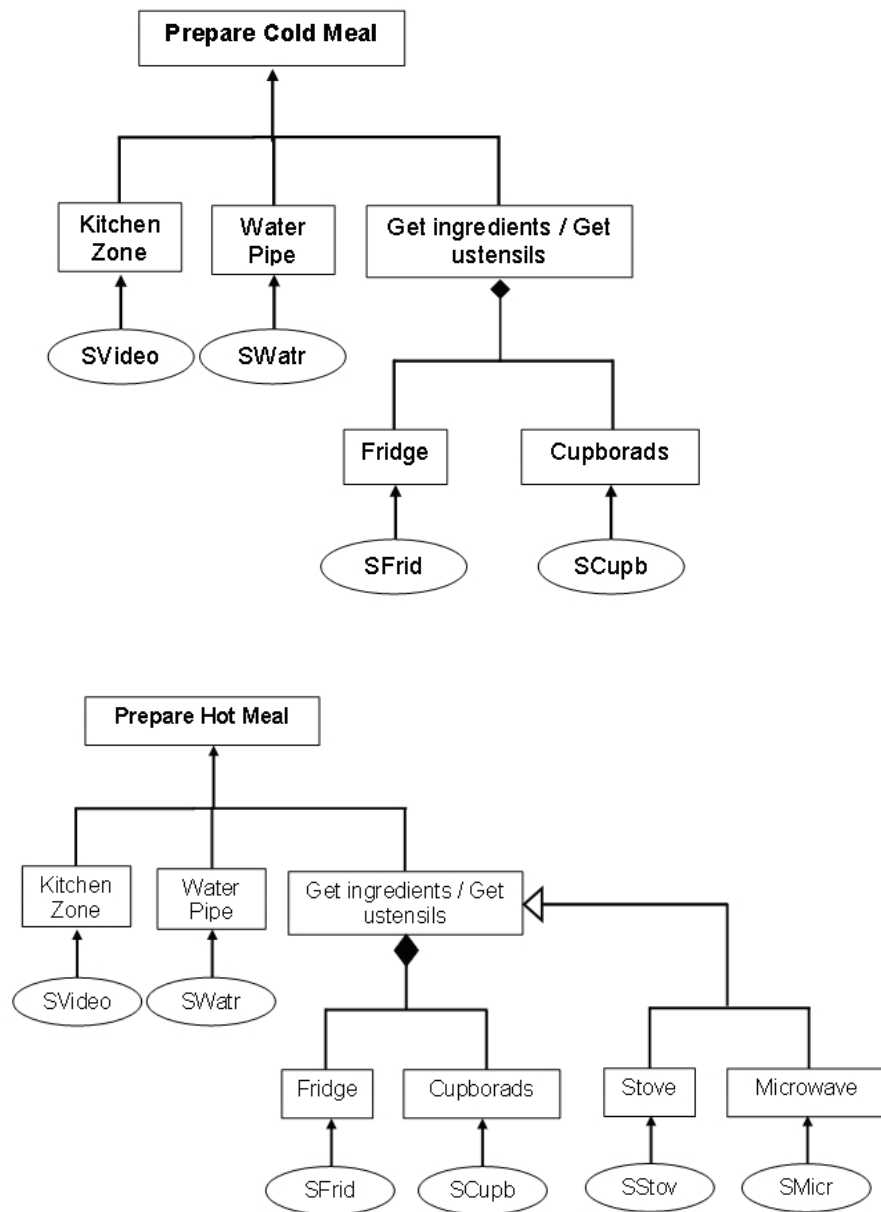 Prepare Cold Meal
Kitchen
Zone
Water
Pipe
Get ingredients / Get
ustensils
SVideo
SWatr
Fridge
Cupborads
SFrid
SCupb
Prepare Hot Meal
Kitchen
Zone
Water
Pipe
Get ingredients / Get
ustensils
SVideo
SWatr
Fridge
Cupborads
Stove
Microwave
SFrid
SCupb
SStov
SMicr